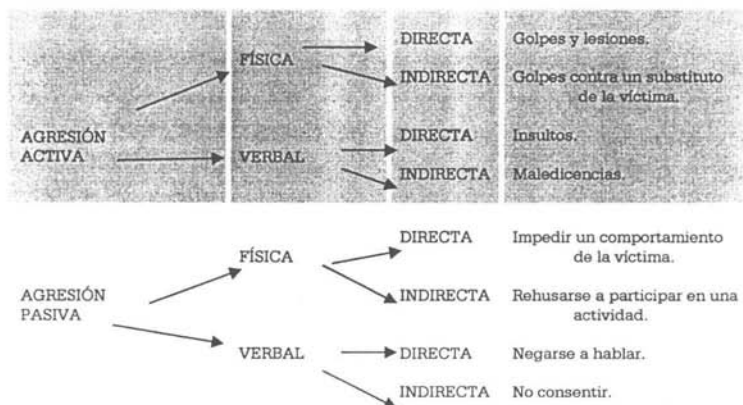 DIRECTA Golpes y lesiones.
FÍSICA
INDIRECTA Golpes contra un substituto
de la víctima.
AGRESIÓN
ACTIVA
DIRECTA Insultos.
VERBAL
INDIRECTA Maledicencias.
DIRECTA Impedir un comportamiento
de la víctima.
FÍSICA
AGRESIÓN
PASIVA
INDIRECTA Rehusarse a participar en una
actividad.
VERBAL DIRECTA Negarse a hablar.
INDIRECTA No consentir.